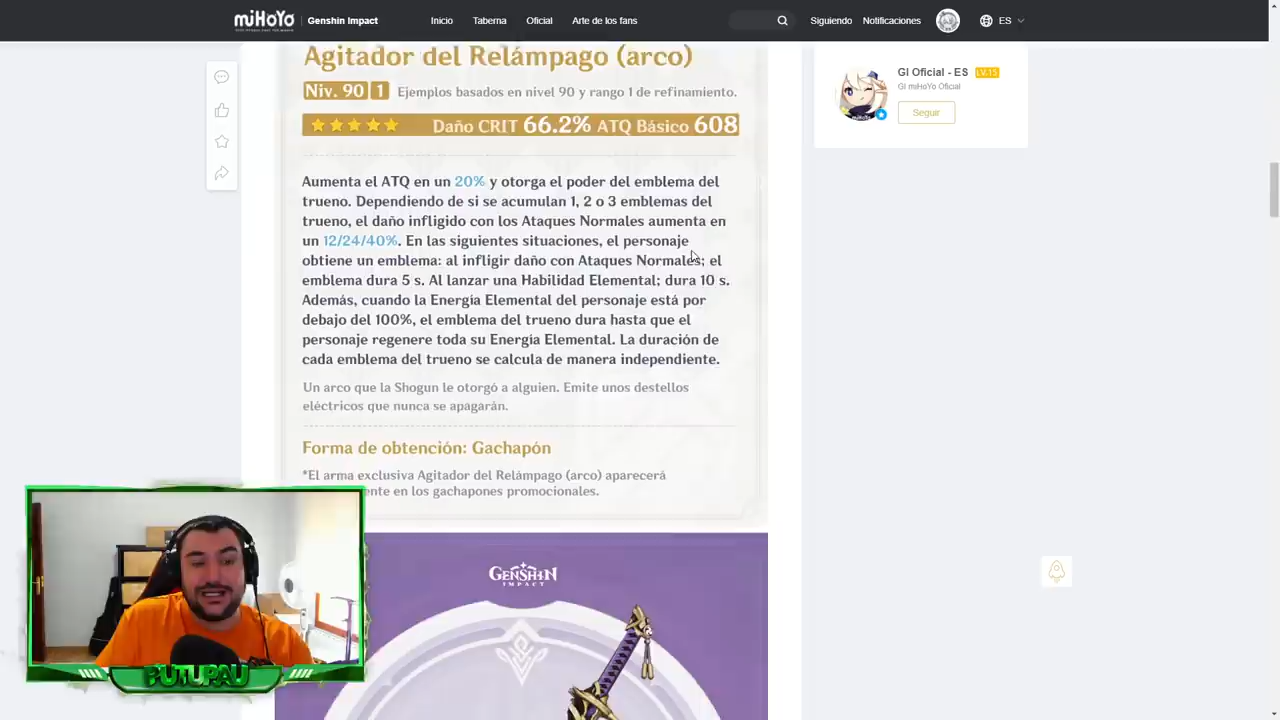 miHoYo Genshin Impact Inicio Taberna Oficial Arte de los fans Siguiendo Notificaciones ES
Agitador del Relámpago (arco)
Niv. 90 1 Ejemplos basados en nivel 90 y rango 1 de refinamiento.
Daño CRIT 66.2% ATQ Básico 608
Aumenta el ATQ en un 20% y otorga el poder del emblema del
trueno. Dependiendo de si se acumulan 1, 2 o 3 emblemas del
trueno, el daño infligido con los Ataques Normales aumenta en
un 12/24/40%. En las siguientes situaciones, el personaje
obtiene un emblema: al infligir daño con Ataques Normales; el
emblema dura 5 s. Al lanzar una Habilidad Elemental; dura 10 s.
Además, cuando la Energía Elemental del personaje está por
debajo del 100%, el emblema del trueno dura hasta que el
personaje regenere toda su Energía Elemental. La duración de
cada emblema del trueno se calcula de manera independiente.
Un arco que la Shogun le otorgó a alguien. Emite unos destellos
eléctricos que nunca se apagarán.
Forma de obtención: Gachapón
*El arma exclusiva Agitador del Relámpago (arco) aparecerá
ente en los gachapones promocionales.
GENSHIN
IMPACT
PUTUPAU
GI Oficial - ES LV.15
GI miHoYo Oficial
Seguir